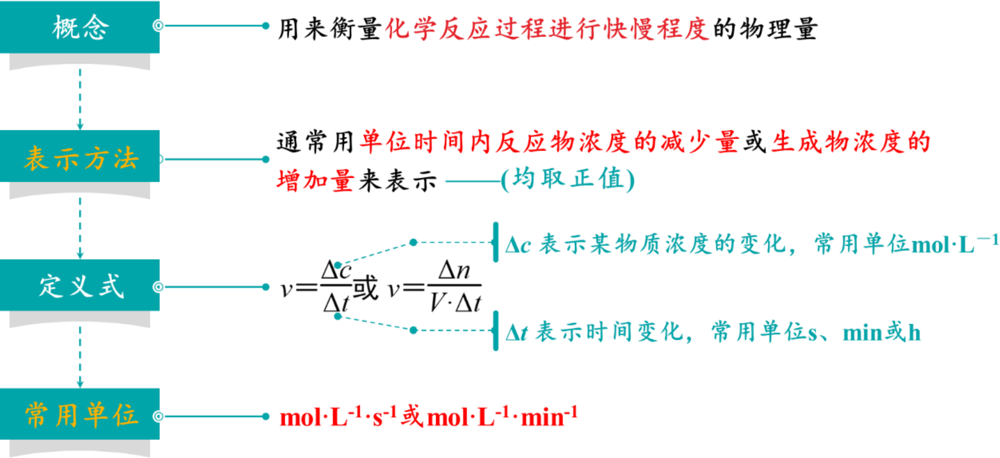 概念
用来衡量化学反应过程进行快慢程度的物理量
表示方法
通常用单位时间内反应物浓度的减少量或生成物浓度的
增加量来表示 ——(均取正值)
Δc 表示某物质浓度的变化，常用单位mol·L⁻¹
定义式
v＝Δc/Δt或 v＝Δn/V·Δt
Δt 表示时间变化，常用单位s、min或h
常用单位
mol·L⁻¹·s⁻¹或mol·L⁻¹·min⁻¹